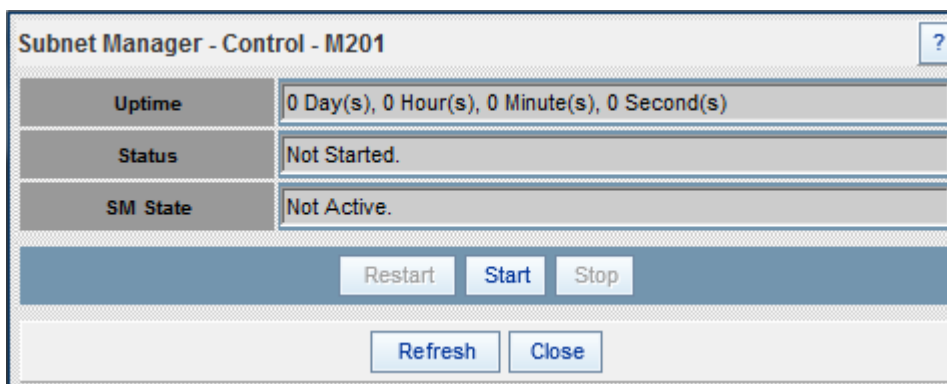 Subnet Manager - Control - M201 ?
Uptime 0 Day(s), 0 Hour(s), 0 Minute(s), 0 Second(s)
Status Not Started.
SM State Not Active.
Restart Start Stop
Refresh Close